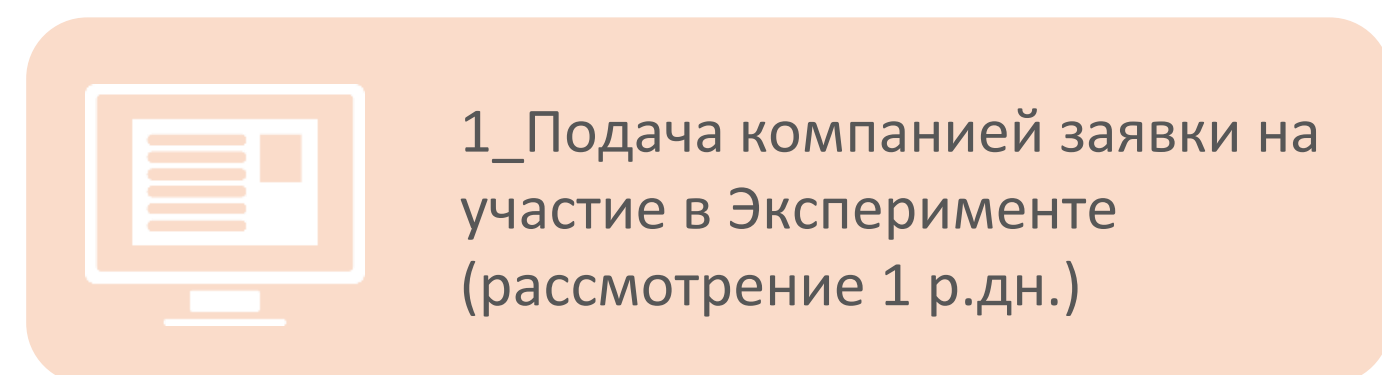 1_Подача компанией заявки на
участие в Эксперименте
(рассмотрение 1 р.дн.)